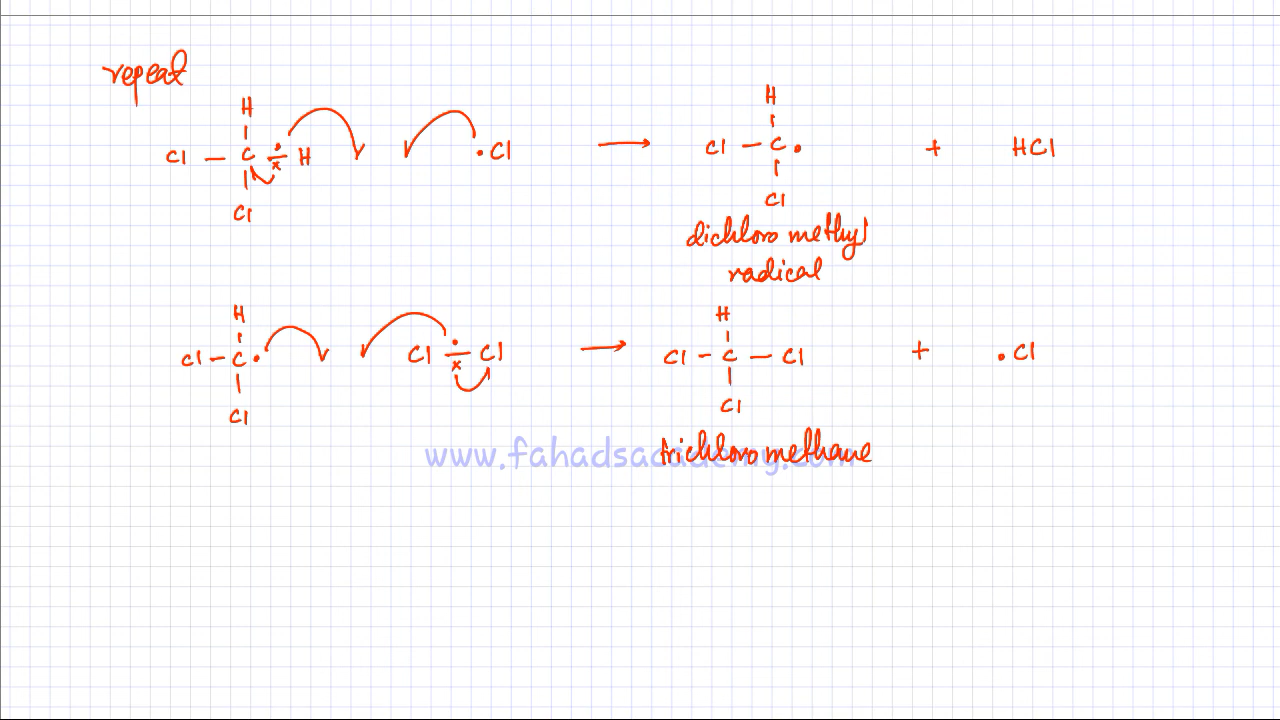 repeat
H
Cl — C ÷ H •Cl → Cl — C• + HCl
x
Cl
H
Cl
dichloro methyl
radical
H
Cl — C• Cl — Cl → Cl — C — Cl + •Cl
x
Cl
H
Cl
trichloro methane
www.fahadsacademy.com